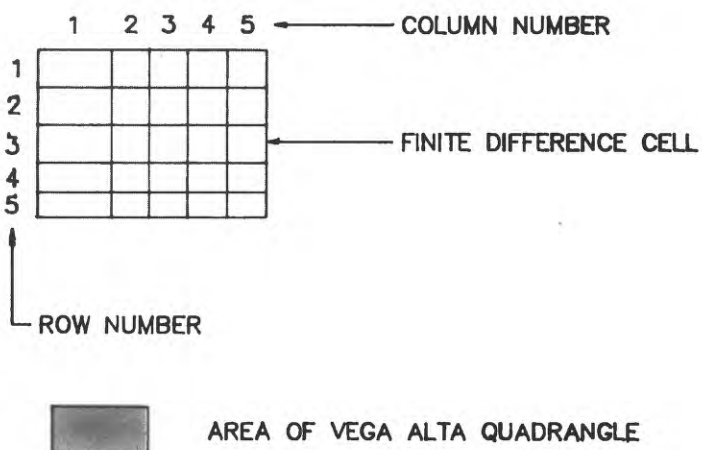 1 2 3 4 5 COLUMN NUMBER
1
2
3 FINITE DIFFERENCE CELL
4
5
ROW NUMBER
AREA OF VEGA ALTA QUADRANGLE